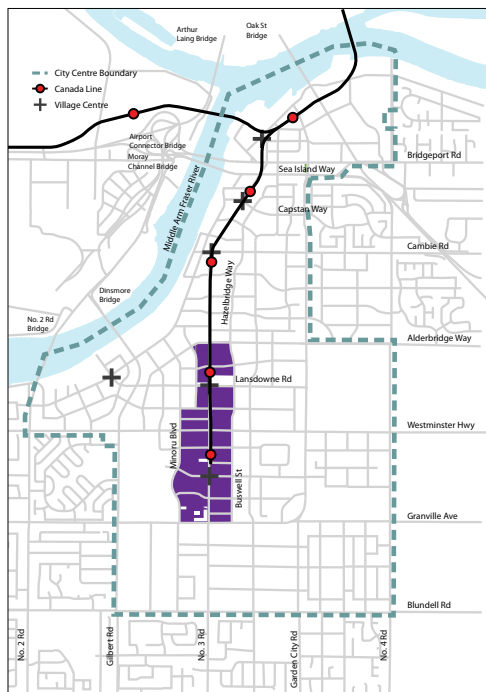 Arthur
Laing Bridge
Oak St
Bridge
City Centre Boundary
Canada Line
Village Centre
Airport
Connector Bridge
Moray
Channel Bridge
Bridgeport Rd
Sea Island Way
Middle Arm Fraser River
Capstan Way
Cambie Rd
Hazelbridge Way
Dinsmore
Bridge
No. 2 Rd
Bridge
Alderbridge Way
Lansdowne Rd
Minoru Blvd
Westminster Hwy
Buswell St
Granville Ave
Blundell Rd
No. 2 Rd
Gilbert Rd
No. 3 Rd
Garden City Rd
No. 4 Rd